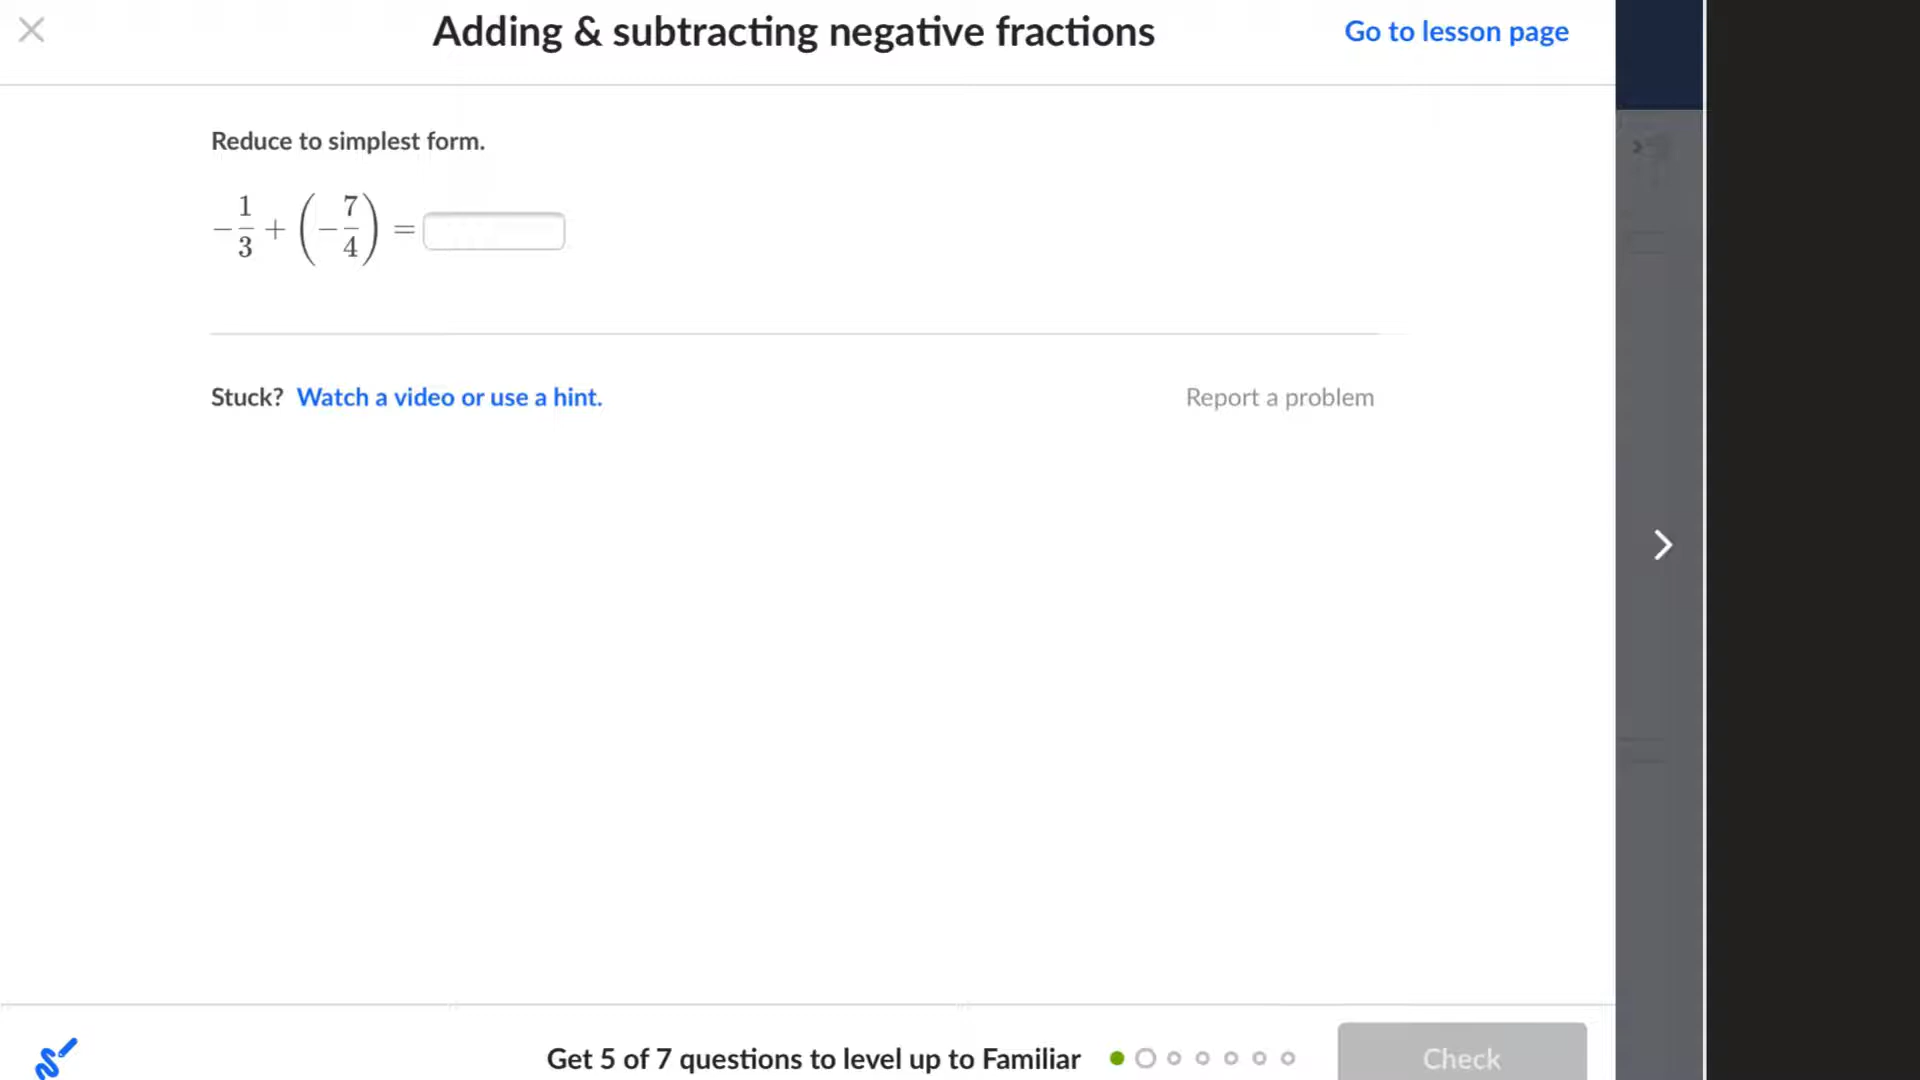 Adding & subtracting negative fractions
Go to lesson page
Reduce to simplest form.
-1/3 + (-7/4) =
Stuck? Watch a video or use a hint.
Report a problem
Get 5 of 7 questions to level up to Familiar
Check